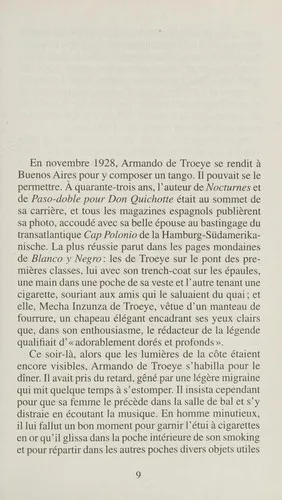 En novembre 1928, Armando de Troeye se rendit à
Buenos Aires pour y composer un tango. Il pouvait se le
permettre. À quarante-trois ans, l'auteur de Nocturnes et
de Paso-doble pour Don Quichotte était au sommet de
sa carrière, et tous les magazines espagnols publièrent
sa photo, accoudé avec sa belle épouse au bastingage du
transatlantique Cap Polonio de la Hamburg-Südamerika-
nische. La plus réussie parut dans les pages mondaines
de Blanco y Negro : les de Troeye sur le pont des pre-
mières classes, lui avec son trench-coat sur les épaules,
une main dans une poche de sa veste et l'autre tenant une
cigarette, souriant aux amis qui le saluaient du quai ; et
elle, Mecha Inzunza de Troeye, vêtue d'un manteau de
fourrure, un chapeau élégant encadrant ses yeux clairs
que, dans son enthousiasme, le rédacteur de la légende
qualifiait d'« adorablement dorés et profonds ».
Ce soir-là, alors que les lumières de la côte étaient
encore visibles, Armando de Troeye s'habilla pour le
dîner. Il avait pris du retard, gêné par une légère migraine
qui mit quelque temps à s'estomper. Il insista cependant
pour que sa femme le précède dans la salle de bal et s'y
distraie en écoutant la musique. En homme minutieux,
il lui fallut un bon moment pour garnir l'étui à cigarettes
en or qu'il glissa dans la poche intérieure de son smoking
et pour répartir dans les autres poches divers objets utiles
9